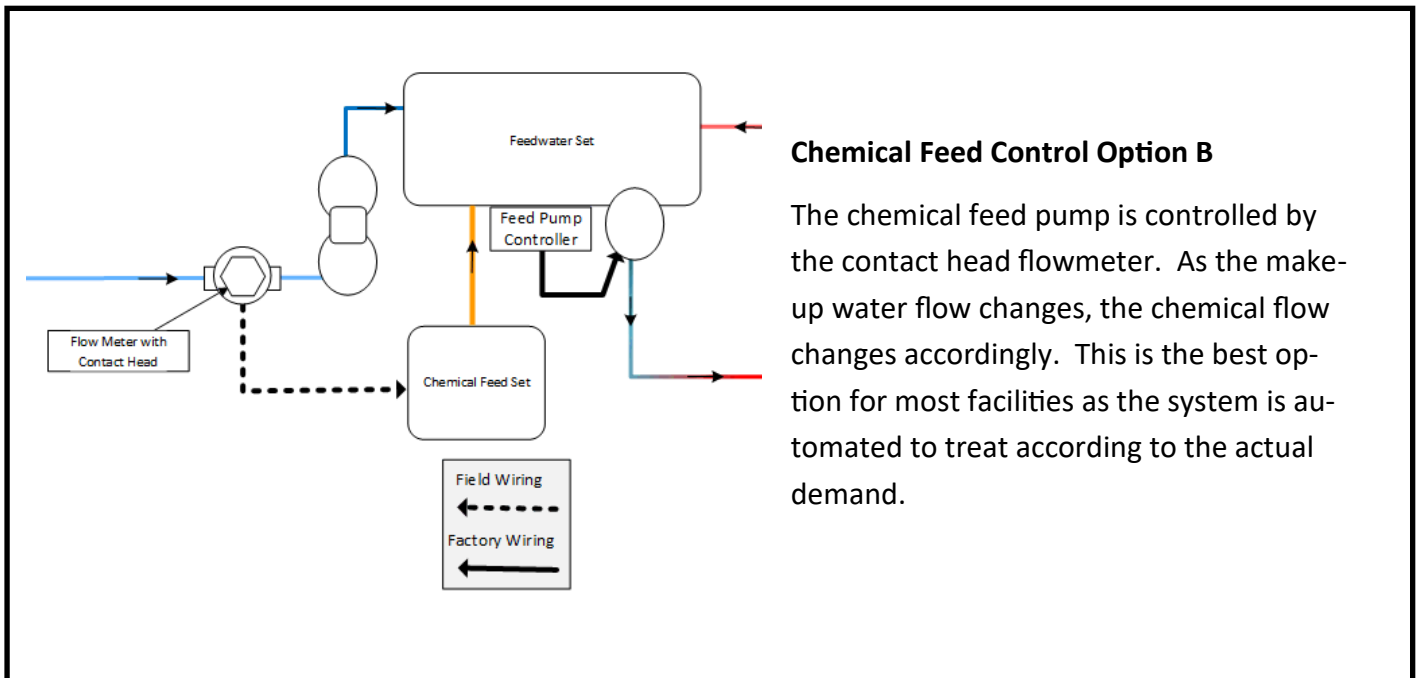 Feedwater Set
Feed Pump
Controller
Flow Meter with
Contact Head
Chemical Feed Set
Field Wiring
Factory Wiring
Chemical Feed Control Option B
The chemical feed pump is controlled by
the contact head flowmeter.  As the make-
up water flow changes, the chemical flow
changes accordingly.  This is the best op-
tion for most facilities as the system is au-
tomated to treat according to the actual
demand.